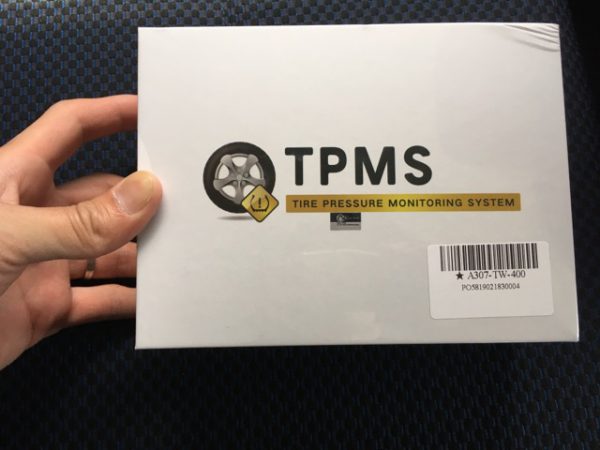 TPMS
TIRE PRESSURE MONITORING SYSTEM
★ A307-TW-400
PO5819021830004